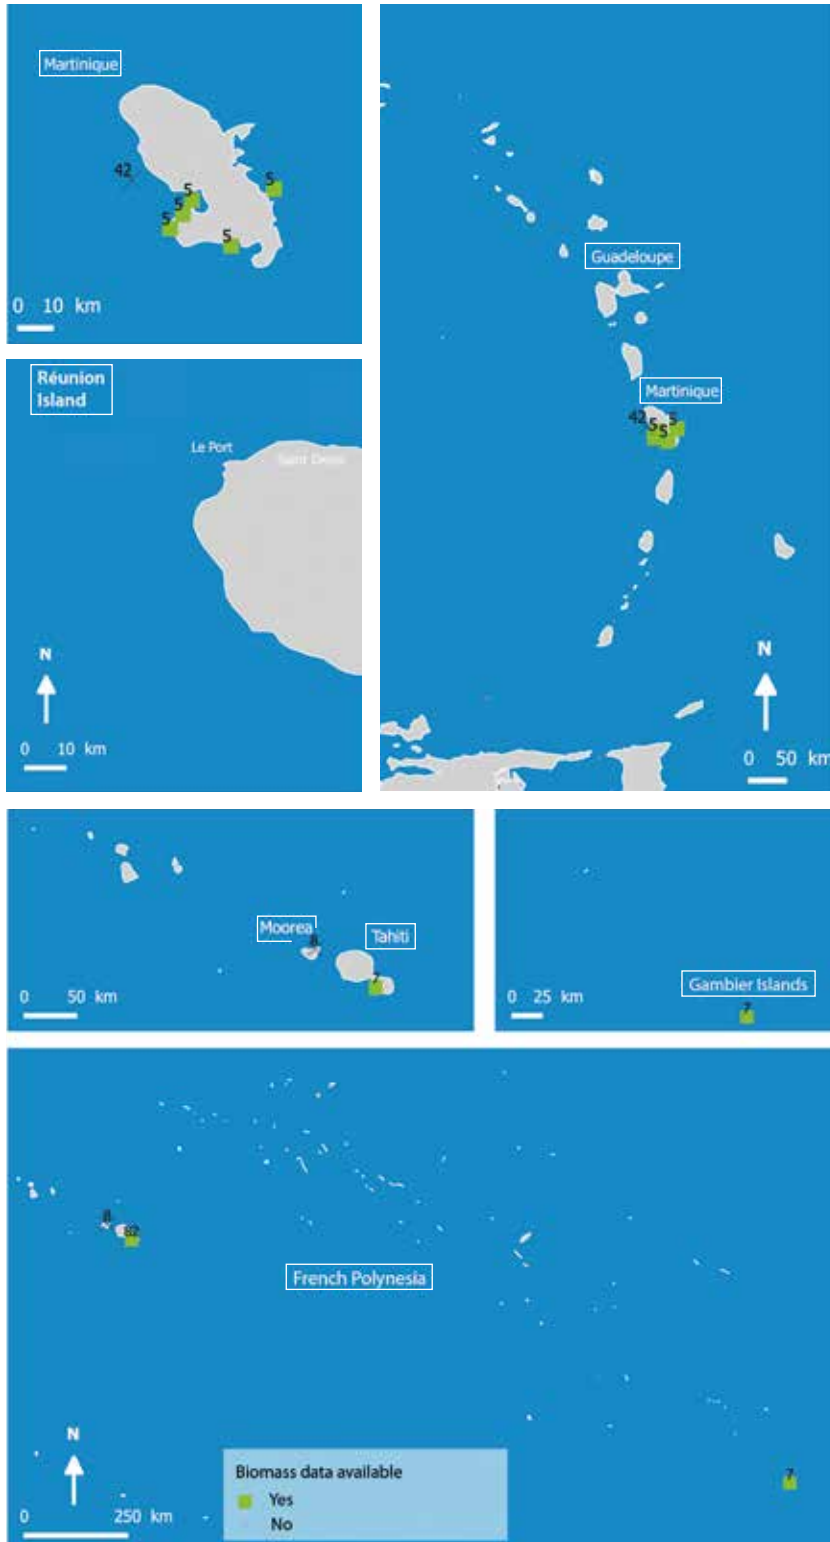 Martinique
42
5
5
5
5
5
0 10 km
Réunion
Island
Le Port
Saint Denis
N
0 10 km
Guadeloupe
Martinique
42
5
5
5
N
0 50 km
Moorea
8
Tahiti
7
0 50 km
Gambier Islands
7
0 25 km
8
French Polynesia
7
N
0 250 km
Biomass data available
Yes
No